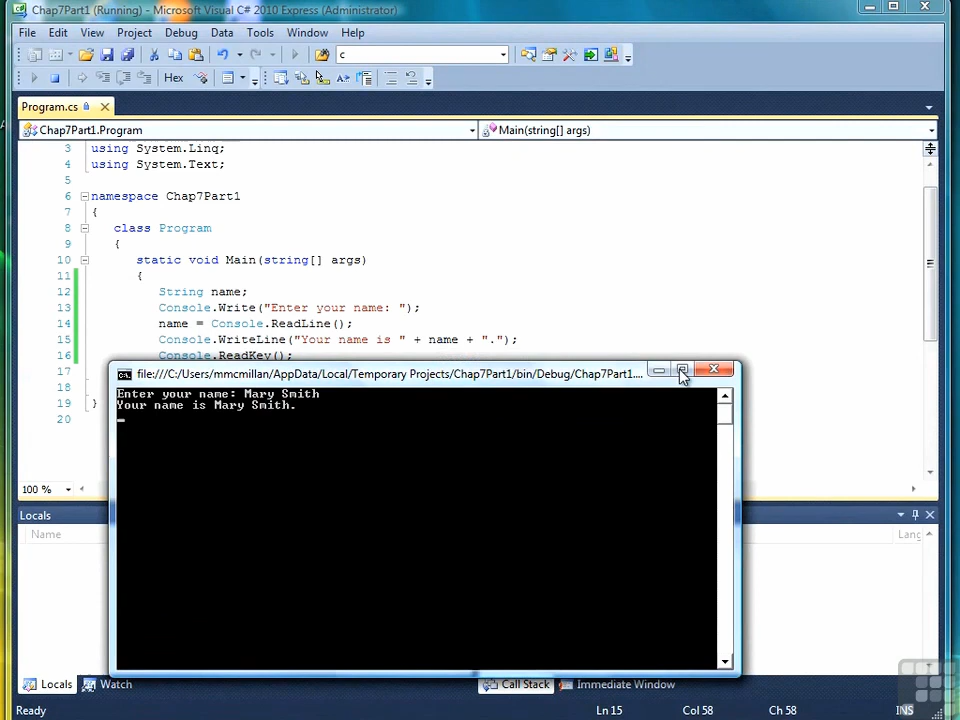 Chap7Part1 (Running) - Microsoft Visual C# 2010 Express (Administrator)
File Edit View Project Debug Data Tools Window Help
c
Hex
Program.cs
Chap7Part1.Program
Main(string[] args)
3 using System.Linq;
4 using System.Text;
5
6 namespace Chap7Part1
7 {
8 class Program
9 {
10 static void Main(string[] args)
11 {
12 String name;
13 Console.Write("Enter your name: ");
14 name = Console.ReadLine();
15 Console.WriteLine("Your name is " + name + ".");
16 Console.ReadKey();
17
18
19 }
20
file:///C:/Users/mmcmillan/AppData/Local/Temporary Projects/Chap7Part1/bin/Debug/Chap7Part1....
Enter your name: Mary Smith
Your name is Mary Smith.
100 %
Locals
Name
Lang
Locals Watch Call Stack Immediate Window
Ready Ln 15 Col 58 Ch 58 INS